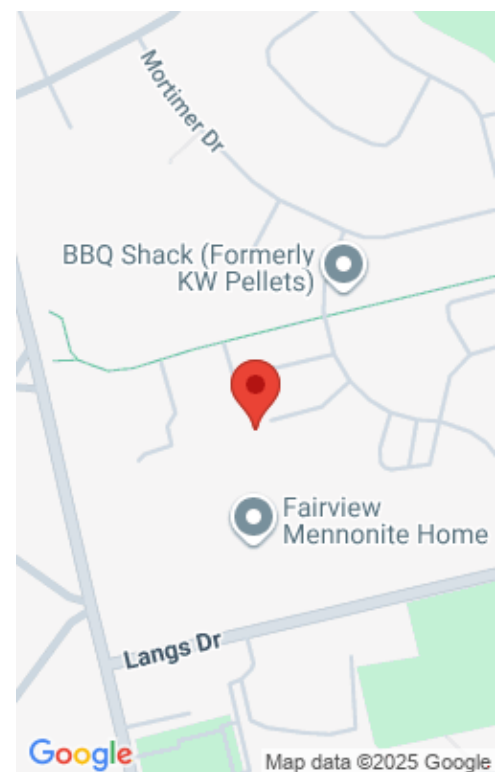 Mortimer Dr
BBQ Shack (Formerly
KW Pellets)
Fairview
Mennonite Home
Langs Dr
Google
Map data ©2025 Google